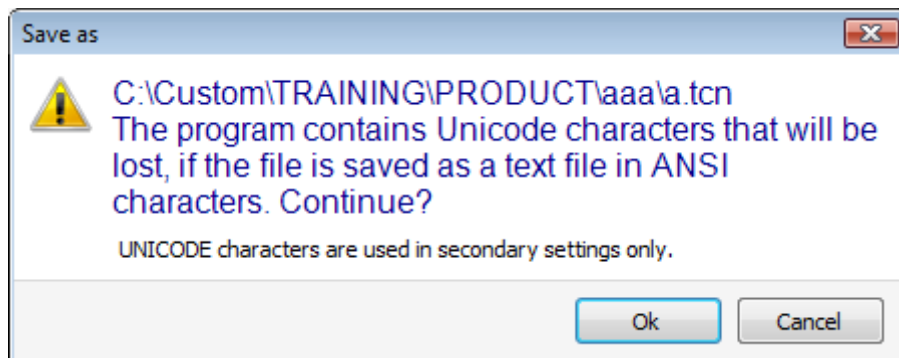 Save as
C:\Custom\TRAINING\PRODUCT\aaa\a.tcn
The program contains Unicode characters that will be
lost, if the file is saved as a text file in ANSI
characters. Continue?
UNICODE characters are used in secondary settings only.
Ok
Cancel